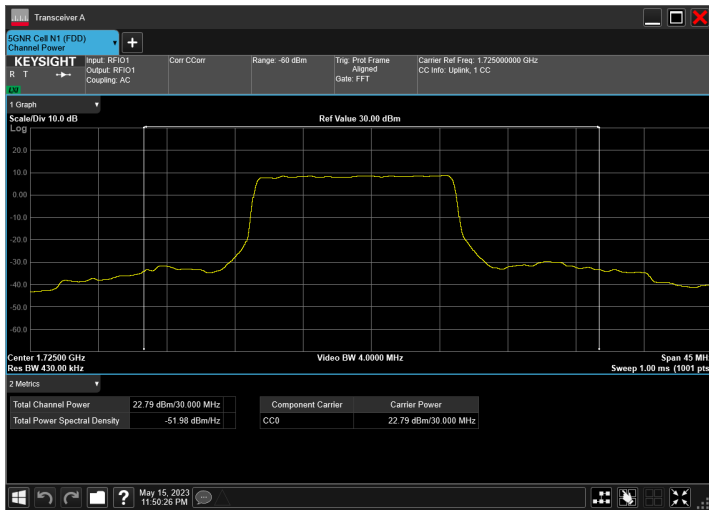 Transceiver A
5GNR Cell N1 (FDD)
Channel Power
KEYSIGHT
R T
LXI
Input: RFIO1
Output: RFIO1
Coupling: AC
Corr CCorr
Range: -60 dBm
Trig: Prot Frame
Aligned
Gate: FFT
Carrier Ref Freq: 1.725000000 GHz
CC Info: Uplink, 1 CC
1 Graph
Scale/Div 10.0 dB
Ref Value 30.00 dBm
Log
20.0
10.0
0.00
-10.0
-20.0
-30.0
-40.0
-50.0
-60.0
Center 1.72500 GHz
Video BW 4.0000 MHz
Span 45 MH
Res BW 430.00 kHz
Sweep 1.00 ms (1001 pts
2 Metrics
Total Channel Power 22.79 dBm/30.000 MHz
Total Power Spectral Density -51.98 dBm/Hz
Component Carrier Carrier Power
CC0 22.79 dBm/30.000 MHz
?
May 15, 2023
11:50:26 PM